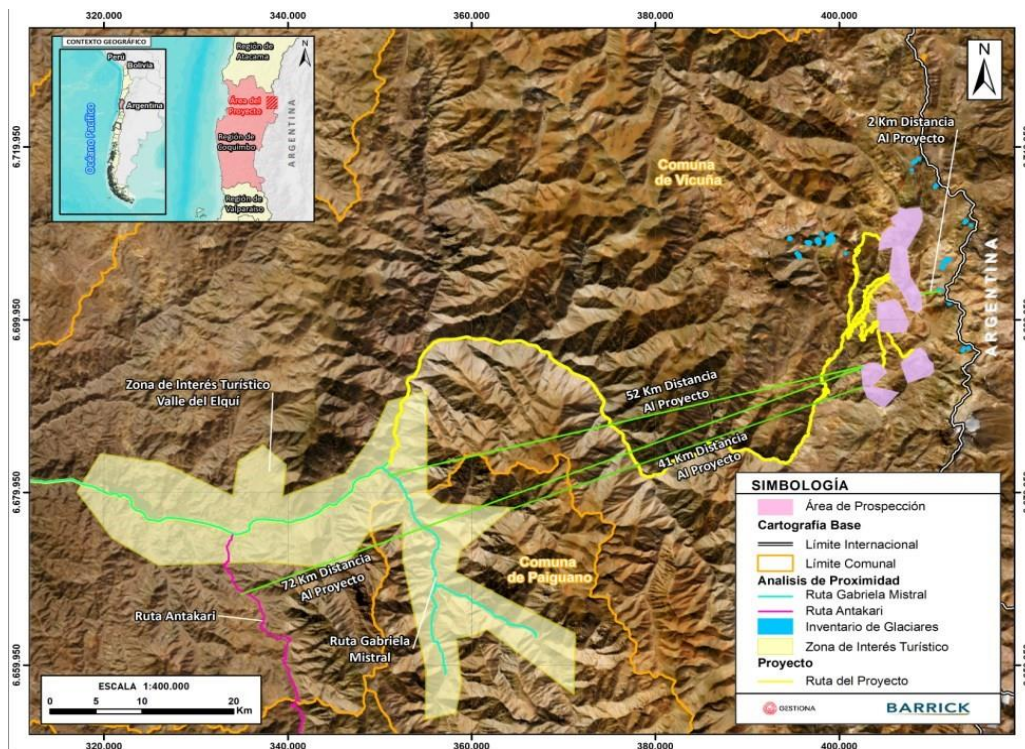 320.000
340.000
360.000
380.000
400.000
CONTEXTO GEOGRÁFICO
Perú
Bolivia
Argentina
Océano Pacífico
N
Región de
Atacama
Área del
Proyecto
Región de
Coquimbo
ARGENTINA
Región de
Valparaíso
N
2 Km Distancia
Al Proyecto
6.719.950
Comuna
de Vicuña
6.699.950
ARGENTINA
Zona de Interés Turístico
Valle del Elquí
52 Km Distancia
Al Proyecto
41 Km Distancia
Al Proyecto
6.679.950
72 Km Distancia
Al Proyecto
Comuna
de Paiguano
Ruta Antakari
Ruta Gabriela
Mistral
6.659.950
SIMBOLOGÍA
Área de Prospección
Cartografia Base
Límite Internacional
Límite Comunal
Analisis de Proximidad
Ruta Gabriela Mistral
Ruta Antakari
Inventario de Glaciares
Zona de Interés Turístico
Proyecto
Ruta del Proyecto
GESTIONA
BARRICK
ESCALA 1:400.000
0 5 10 20
Km
320.000
340.000
360.000
380.000
400.000